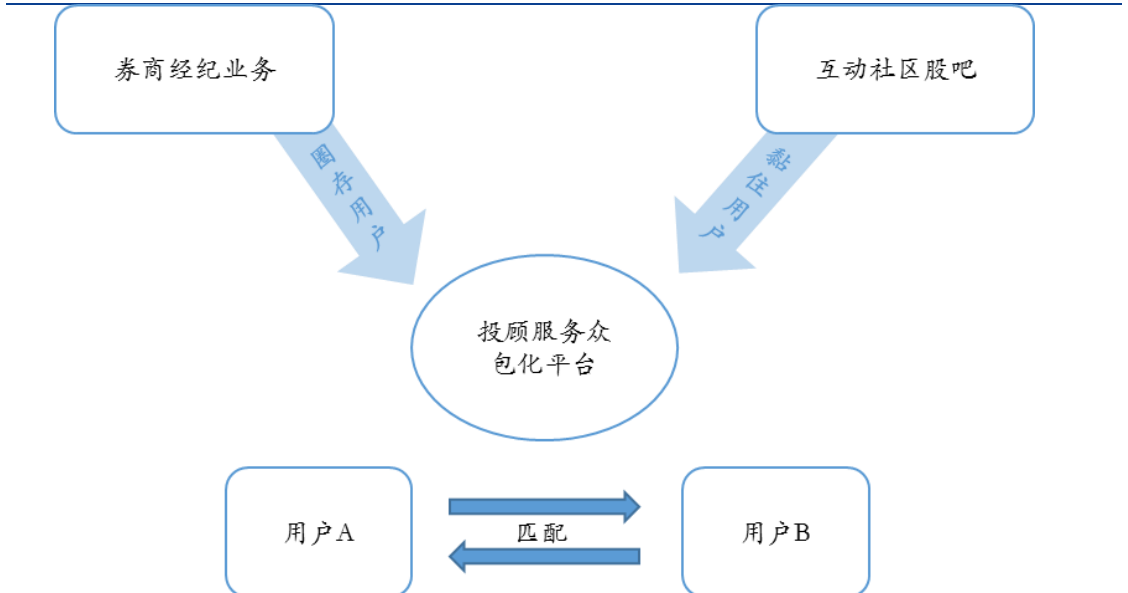 券商经纪业务
互动社区股吧
圈存用户
黏住用户
投顾服务众
包化平台
用户A
匹配
用户B